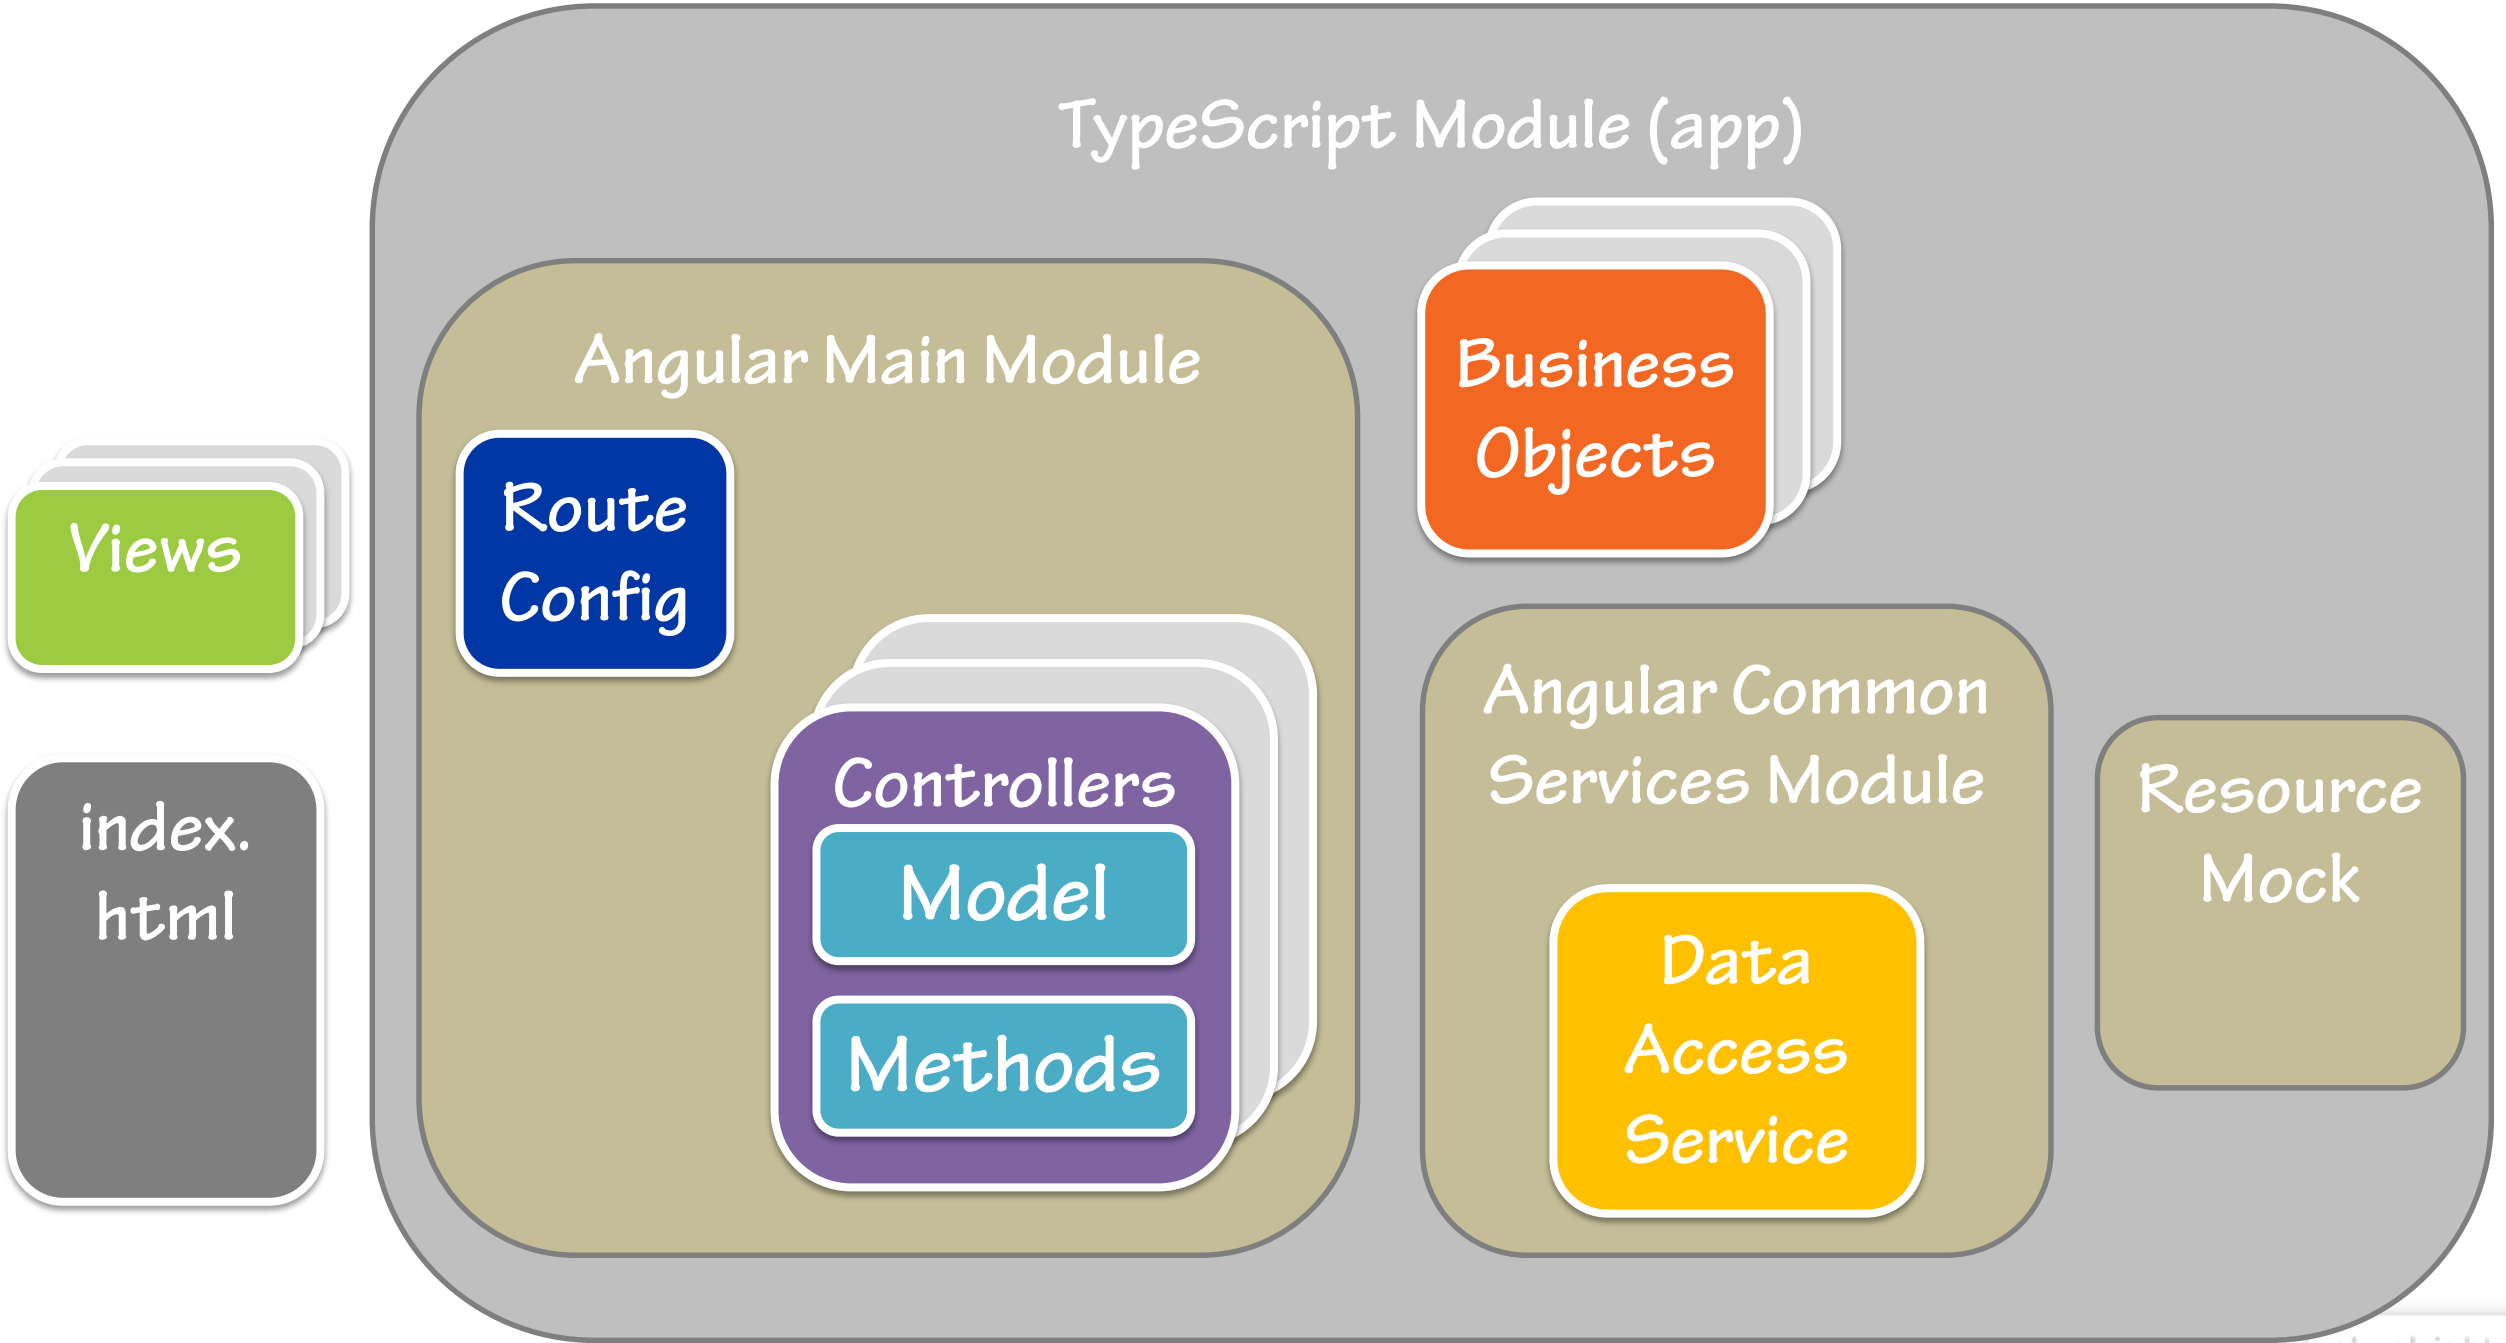 TypeScript Module (app)
Angular Main Module
Route
Config
Controllers
Model
Methods
Business
Objects
Angular Common
Services Module
Data
Access
Service
Resource
Mock
Views
index.
html